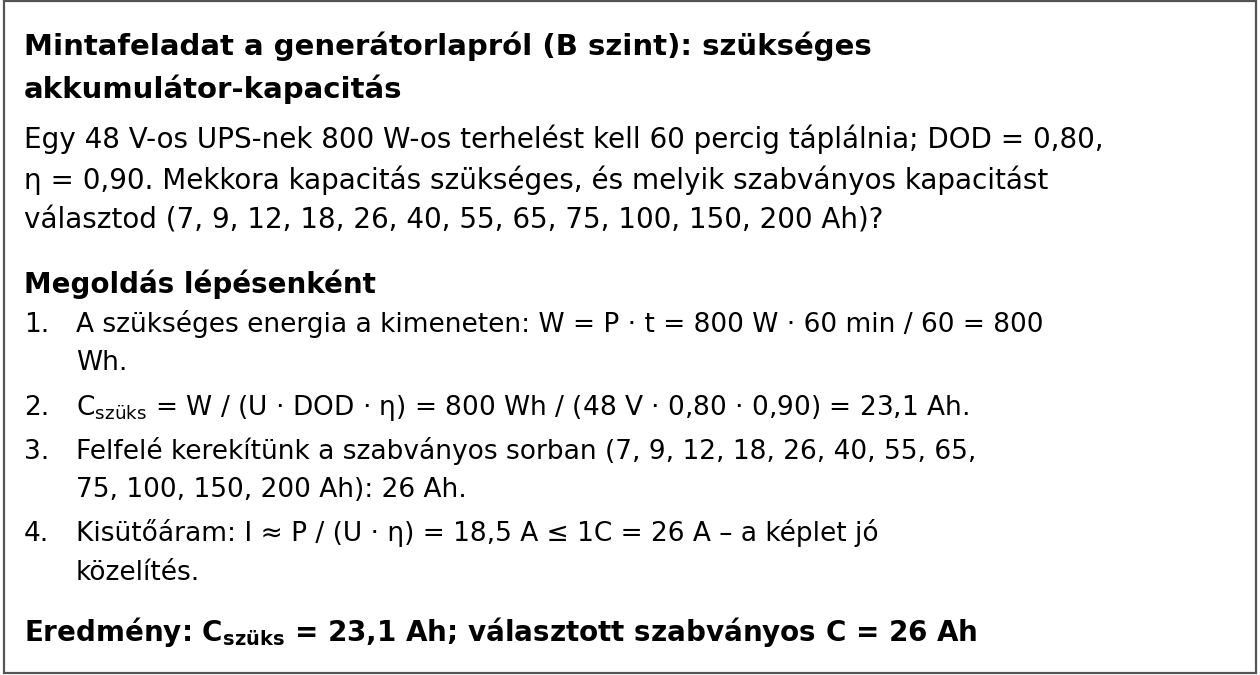 Mintafeladat a generátorlapról (B szint): szükséges
akkumulátor-kapacitás
Egy 48 V-os UPS-nek 800 W-os terhelést kell 60 percig táplálnia; DOD = 0,80,
η = 0,90. Mekkora kapacitás szükséges, és melyik szabványos kapacitást
választod (7, 9, 12, 18, 26, 40, 55, 65, 75, 100, 150, 200 Ah)?
Megoldás lépésenként
1. A szükséges energia a kimeneten: W = P · t = 800 W · 60 min / 60 = 800
Wh.
2. Cszüks = W / (U · DOD · η) = 800 Wh / (48 V · 0,80 · 0,90) = 23,1 Ah.
3. Felfelé kerekítünk a szabványos sorban (7, 9, 12, 18, 26, 40, 55, 65,
75, 100, 150, 200 Ah): 26 Ah.
4. Kisütőáram: I ≈ P / (U · η) = 18,5 A ≤ 1C = 26 A – a képlet jó
közelítés.
Eredmény: Cszüks = 23,1 Ah; választott szabványos C = 26 Ah